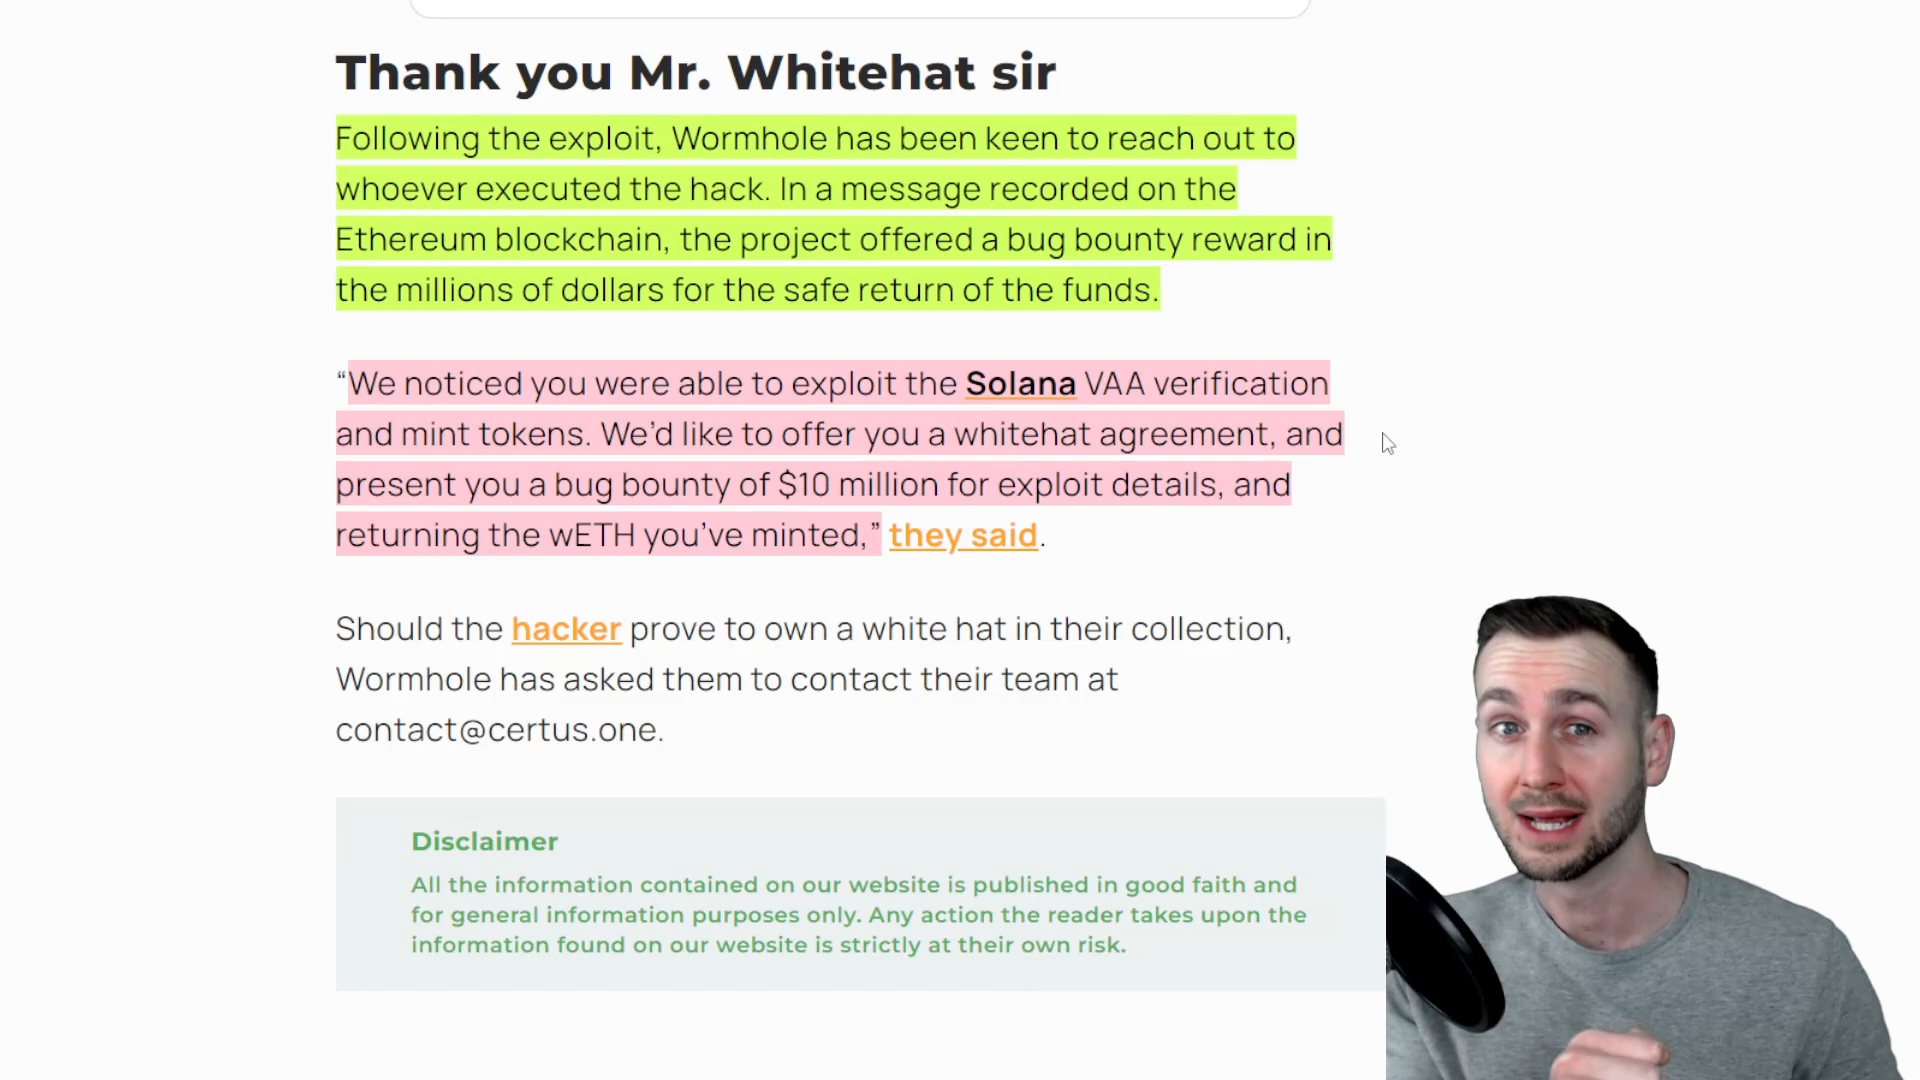 Thank you Mr. Whitehat sir
Following the exploit, Wormhole has been keen to reach out to
whoever executed the hack. In a message recorded on the
Ethereum blockchain, the project offered a bug bounty reward in
the millions of dollars for the safe return of the funds.
“We noticed you were able to exploit the Solana VAA verification
and mint tokens. We’d like to offer you a whitehat agreement, and
present you a bug bounty of $10 million for exploit details, and
returning the wETH you’ve minted,” they said.
Should the hacker prove to own a white hat in their collection,
Wormhole has asked them to contact their team at
contact@certus.one.
Disclaimer
All the information contained on our website is published in good faith and
for general information purposes only. Any action the reader takes upon the
information found on our website is strictly at their own risk.